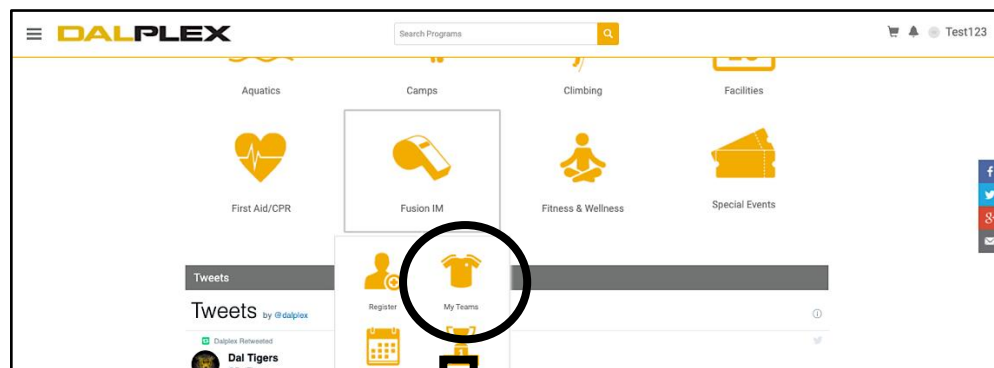 DALPLEX
Search Programs
Test123
Aquatics
Camps
Climbing
Facilities
First Aid/CPR
Fusion IM
Fitness & Wellness
Special Events
Register
My Teams
Tweets
Tweets by @dalplex
Dalplex Retweeted
Dal Tigers